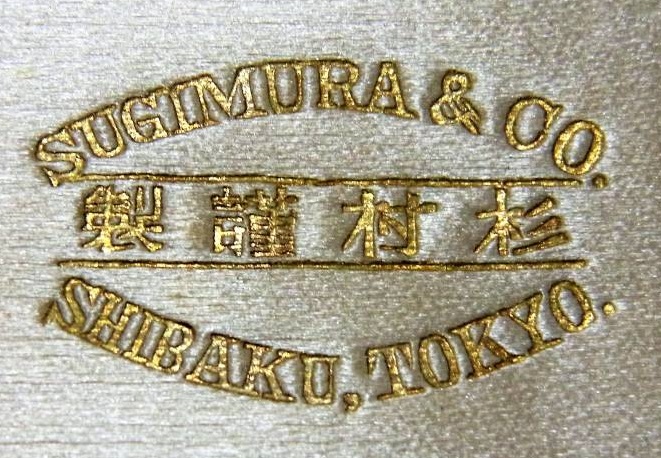 SUGIMURA & CO.
製謹村杉
SHIBAKU, TOKYO.